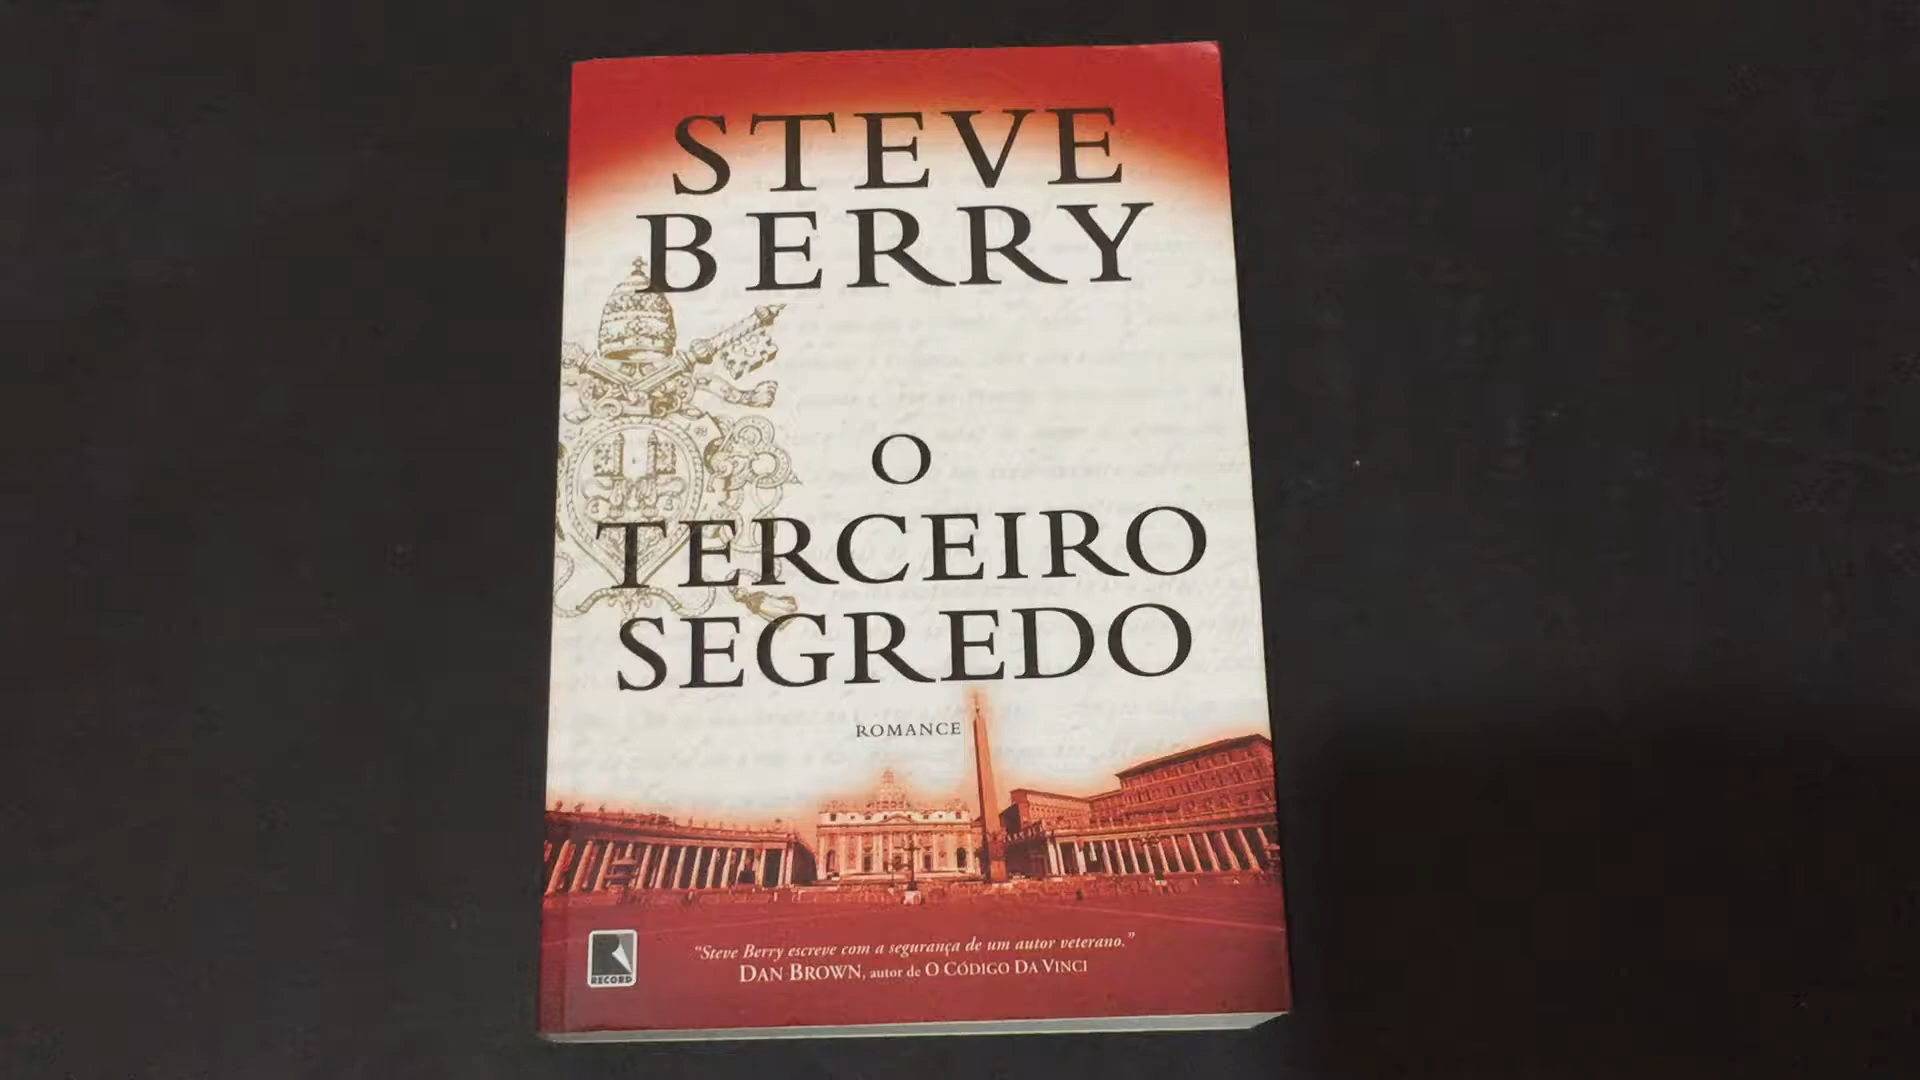 STEVE
BERRY
O
TERCEIRO
SEGREDO
ROMANCE
“Steve Berry escreve com a segurança de um autor veterano.”
DAN BROWN, autor de O CÓDIGO DA VINCI
RECORD